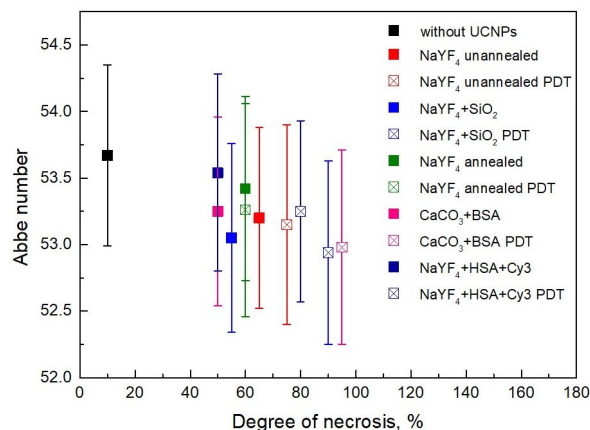 54.5
54.0
53.5
53.0
52.5
52.0
Abbe number
0
20
40
60
80
100
120
140
160
180
Degree of necrosis, %
without UCNPs
NaYF₄ unannealed
NaYF₄ unannealed PDT
NaYF₄+SiO₂
NaYF₄+SiO₂ PDT
NaYF₄ annealed
NaYF₄ annealed PDT
CaCO₃+BSA
CaCO₃+BSA PDT
NaYF₄+HSA+Cy3
NaYF₄+HSA+Cy3 PDT